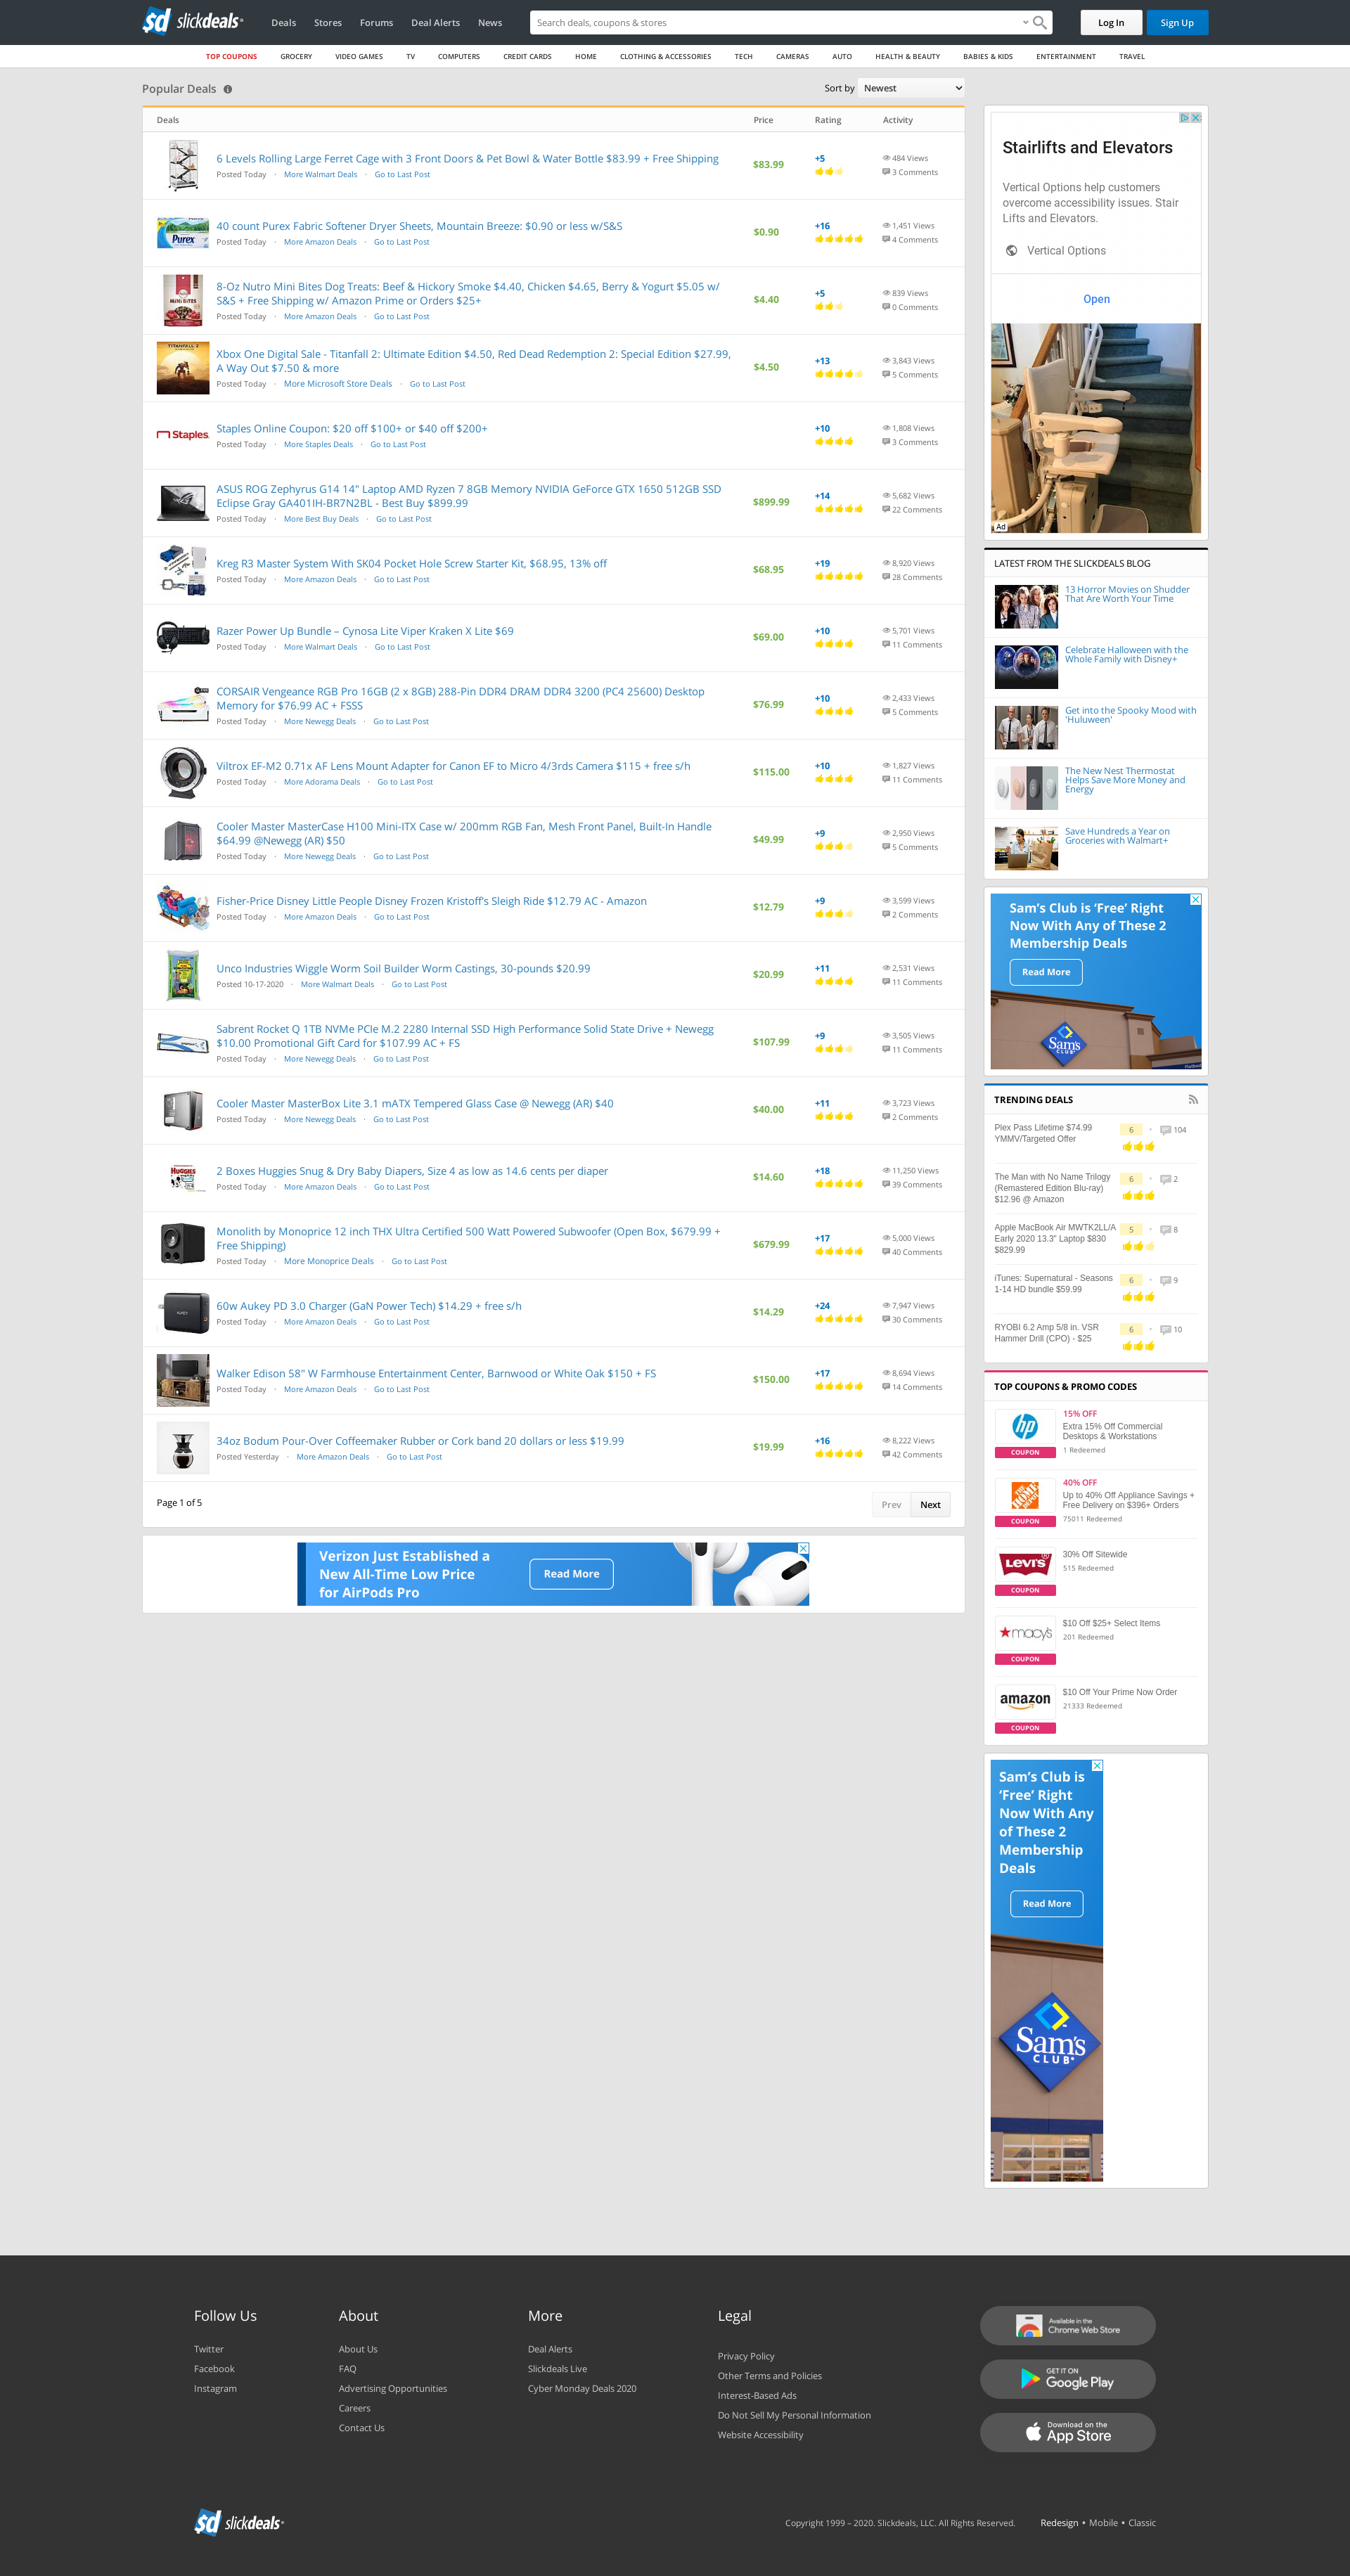 slickdeals
Deals
Stores
Forums
Deal Alerts
News
Search deals, coupons & stores
Log In
Sign Up
TOP COUPONS
GROCERY
VIDEO GAMES
TV
COMPUTERS
CREDIT CARDS
HOME
CLOTHING & ACCESSORIES
TECH
CAMERAS
AUTO
HEALTH & BEAUTY
BABIES & KIDS
ENTERTAINMENT
TRAVEL
Popular Deals
Sort by Newest
Deals Price Rating Activity
6 Levels Rolling Large Ferret Cage with 3 Front Doors & Pet Bowl & Water Bottle $83.99 + Free Shipping
Posted Today · More Walmart Deals · Go to Last Post
$83.99
+5
484 Views
3 Comments
40 count Purex Fabric Softener Dryer Sheets, Mountain Breeze: $0.90 or less w/S&S
Posted Today · More Amazon Deals · Go to Last Post
$0.90
+16
1,451 Views
4 Comments
8-Oz Nutro Mini Bites Dog Treats: Beef & Hickory Smoke $4.40, Chicken $4.65, Berry & Yogurt $5.05 w/
S&S + Free Shipping w/ Amazon Prime or Orders $25+
Posted Today · More Amazon Deals · Go to Last Post
$4.40
+5
839 Views
0 Comments
Xbox One Digital Sale - Titanfall 2: Ultimate Edition $4.50, Red Dead Redemption 2: Special Edition $27.99,
A Way Out $7.50 & more
Posted Today · More Microsoft Store Deals · Go to Last Post
$4.50
+13
3,843 Views
5 Comments
Staples
Staples Online Coupon: $20 off $100+ or $40 off $200+
Posted Today · More Staples Deals · Go to Last Post
+10
1,808 Views
3 Comments
ASUS ROG Zephyrus G14 14" Laptop AMD Ryzen 7 8GB Memory NVIDIA GeForce GTX 1650 512GB SSD
Eclipse Gray GA401IH-BR7N2BL - Best Buy $899.99
Posted Today · More Best Buy Deals · Go to Last Post
$899.99
+14
5,682 Views
22 Comments
Kreg R3 Master System With SK04 Pocket Hole Screw Starter Kit, $68.95, 13% off
Posted Today · More Amazon Deals · Go to Last Post
$68.95
+19
8,920 Views
28 Comments
Razer Power Up Bundle – Cynosa Lite Viper Kraken X Lite $69
Posted Today · More Walmart Deals · Go to Last Post
$69.00
+10
5,701 Views
11 Comments
CORSAIR Vengeance RGB Pro 16GB (2 x 8GB) 288-Pin DDR4 DRAM DDR4 3200 (PC4 25600) Desktop
Memory for $76.99 AC + FSSS
Posted Today · More Newegg Deals · Go to Last Post
$76.99
+10
2,433 Views
5 Comments
Viltrox EF-M2 0.71x AF Lens Mount Adapter for Canon EF to Micro 4/3rds Camera $115 + free s/h
Posted Today · More Adorama Deals · Go to Last Post
$115.00
+10
1,827 Views
11 Comments
Cooler Master MasterCase H100 Mini-ITX Case w/ 200mm RGB Fan, Mesh Front Panel, Built-In Handle
$64.99 @Newegg (AR) $50
Posted Today · More Newegg Deals · Go to Last Post
$49.99
+9
2,950 Views
5 Comments
Fisher-Price Disney Little People Disney Frozen Kristoff's Sleigh Ride $12.79 AC - Amazon
Posted Today · More Amazon Deals · Go to Last Post
$12.79
+9
3,599 Views
2 Comments
Unco Industries Wiggle Worm Soil Builder Worm Castings, 30-pounds $20.99
Posted 10-17-2020 · More Walmart Deals · Go to Last Post
$20.99
+11
2,531 Views
11 Comments
Sabrent Rocket Q 1TB NVMe PCIe M.2 2280 Internal SSD High Performance Solid State Drive + Newegg
$10.00 Promotional Gift Card for $107.99 AC + FS
Posted Today · More Newegg Deals · Go to Last Post
$107.99
+9
3,505 Views
11 Comments
Cooler Master MasterBox Lite 3.1 mATX Tempered Glass Case @ Newegg (AR) $40
Posted Today · More Newegg Deals · Go to Last Post
$40.00
+11
3,723 Views
2 Comments
2 Boxes Huggies Snug & Dry Baby Diapers, Size 4 as low as 14.6 cents per diaper
Posted Today · More Amazon Deals · Go to Last Post
$14.60
+18
11,250 Views
39 Comments
Monolith by Monoprice 12 inch THX Ultra Certified 500 Watt Powered Subwoofer (Open Box, $679.99 +
Free Shipping)
Posted Today · More Monoprice Deals · Go to Last Post
$679.99
+17
5,000 Views
40 Comments
60w Aukey PD 3.0 Charger (GaN Power Tech) $14.29 + free s/h
Posted Today · More Amazon Deals · Go to Last Post
$14.29
+24
7,947 Views
30 Comments
Walker Edison 58" W Farmhouse Entertainment Center, Barnwood or White Oak $150 + FS
Posted Today · More Amazon Deals · Go to Last Post
$150.00
+17
8,694 Views
14 Comments
34oz Bodum Pour-Over Coffeemaker Rubber or Cork band 20 dollars or less $19.99
Posted Yesterday · More Amazon Deals · Go to Last Post
$19.99
+16
8,222 Views
42 Comments
Page 1 of 5
Prev
Next
Verizon Just Established a
New All-Time Low Price
for AirPods Pro
Read More
Stairlifts and Elevators
Vertical Options help customers
overcome accessibility issues. Stair
Lifts and Elevators.
Vertical Options
Open
Ad
LATEST FROM THE SLICKDEALS BLOG
13 Horror Movies on Shudder
That Are Worth Your Time
Celebrate Halloween with the
Whole Family with Disney+
Get into the Spooky Mood with
'Huluween'
The New Nest Thermostat
Helps Save More Money and
Energy
Save Hundreds a Year on
Groceries with Walmart+
Sam's Club is 'Free' Right
Now With Any of These 2
Membership Deals
Read More
Sam's
CLUB
TRENDING DEALS
Plex Pass Lifetime $74.99
YMMV/Targeted Offer
6 • 104
The Man with No Name Trilogy
(Remastered Edition Blu-ray)
$12.96 @ Amazon
6 • 2
Apple MacBook Air MWTK2LL/A
Early 2020 13.3" Laptop $830
$829.99
5 • 8
iTunes: Supernatural - Seasons
1-14 HD bundle $59.99
6 • 9
RYOBI 6.2 Amp 5/8 in. VSR
Hammer Drill (CPO) - $25
6 • 10
TOP COUPONS & PROMO CODES
hp
COUPON
15% OFF
Extra 15% Off Commercial
Desktops & Workstations
1 Redeemed
COUPON
40% OFF
Up to 40% Off Appliance Savings +
Free Delivery on $396+ Orders
75011 Redeemed
LEVI'S
COUPON
30% Off Sitewide
515 Redeemed
macy's
COUPON
$10 Off $25+ Select Items
201 Redeemed
amazon
COUPON
$10 Off Your Prime Now Order
21333 Redeemed
Sam's Club is
'Free' Right
Now With Any
of These 2
Membership
Deals
Read More
Sam's
CLUB
Follow Us
Twitter
Facebook
Instagram
About
About Us
FAQ
Advertising Opportunities
Careers
Contact Us
More
Deal Alerts
Slickdeals Live
Cyber Monday Deals 2020
Legal
Privacy Policy
Other Terms and Policies
Interest-Based Ads
Do Not Sell My Personal Information
Website Accessibility
Available in the
Chrome Web Store
GET IT ON
Google Play
Download on the
App Store
slickdeals
Copyright 1999 – 2020. Slickdeals, LLC. All Rights Reserved.
Redesign • Mobile • Classic